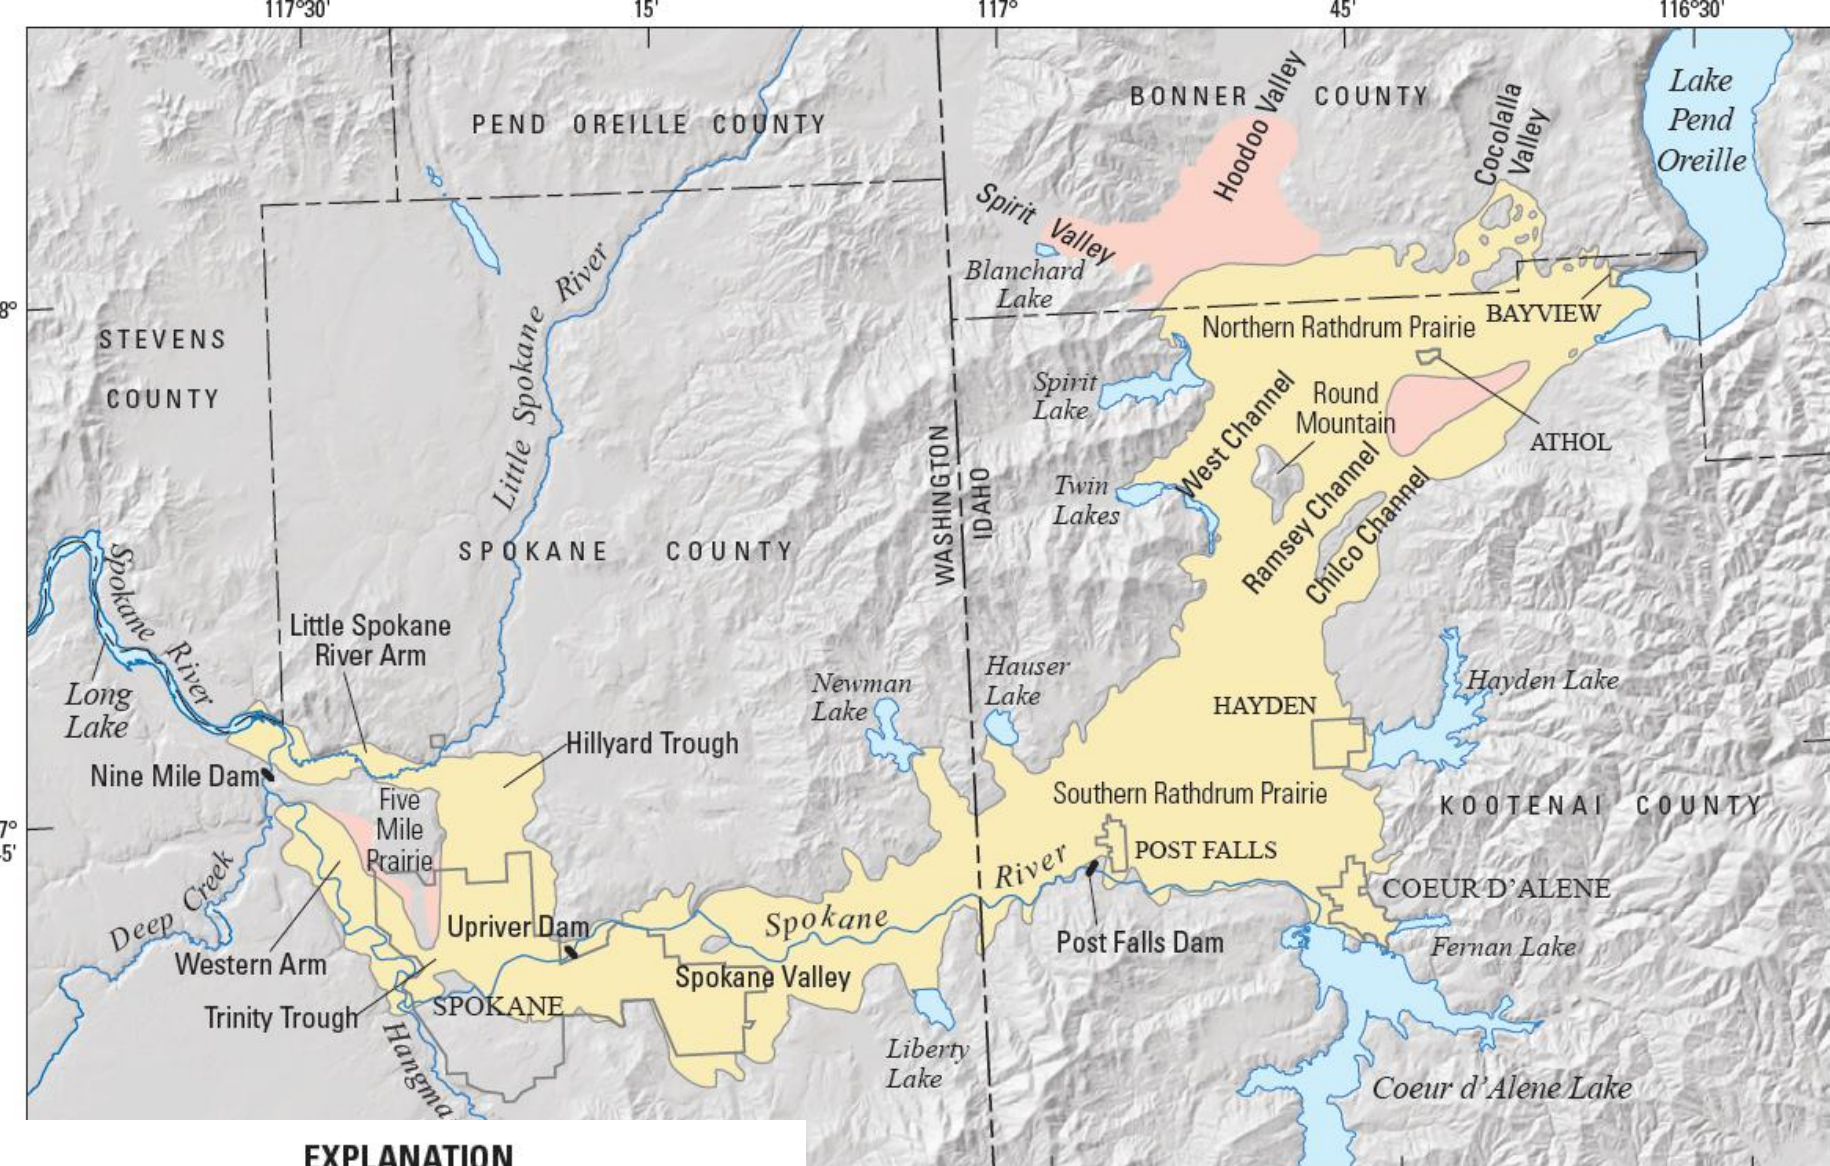 117°30'
15'
117°
45'
116°30'
PEND OREILLE COUNTY
BONNER COUNTY
Hoodoo Valley
Cocolalla
Valley
Lake
Pend
Oreille
Spirit Valley
Blanchard
Lake
8°
STEVENS
COUNTY
Little Spokane River
Northern Rathdrum Prairie
BAYVIEW
Spirit
Lake
West Channel
Round
Mountain
ATHOL
WASHINGTON
IDAHO
Twin
Lakes
Ramsey Channel
Chilco Channel
SPOKANE COUNTY
Spokane River
Little Spokane
River Arm
Long
Lake
Newman
Lake
Hauser
Lake
HAYDEN
Hayden Lake
Nine Mile Dam
Hillyard Trough
Five
Mile
Prairie
Southern Rathdrum Prairie
KOOTENAI COUNTY
7°
5'
POST FALLS
COEUR D'ALENE
Deep Creek
Upriver Dam
Spokane River
Post Falls Dam
Fernan Lake
Western Arm
Spokane Valley
Trinity Trough
SPOKANE
Hangma
Liberty
Lake
Coeur d'Alene Lake
EXPLANATION